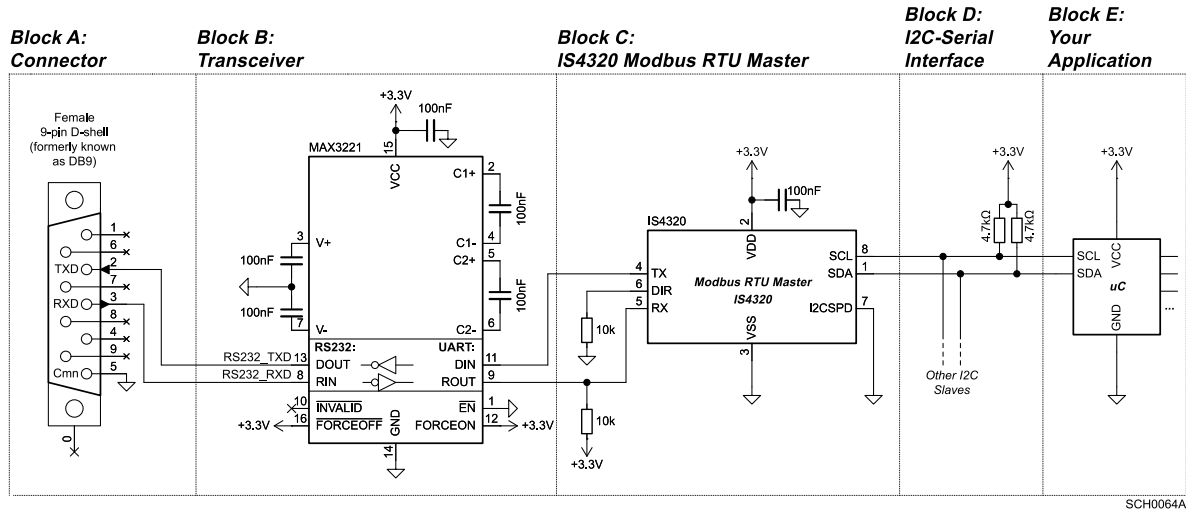 Block A:
Connector
Block B:
Transceiver
Block C:
IS4320 Modbus RTU Master
Block D:
I2C-Serial
Interface
Block E:
Your
Application
Female
9-pin D-shell
(formerly known
as DB9)
1
6
TXD 2
7
RXD 3
8
4
9
Cmn 5
0
+3.3V
100nF
MAX3221
15
VCC
2
C1+
100nF
4
C1-
5
C2+
100nF
6
C2-
3
V+
100nF
100nF
7
V-
RS232: UART:
RS232_TXD 13 DOUT DIN 11
RS232_RXD 8 RIN ROUT 9
10 INVALID EN 1
+3.3V 16 FORCEOFF GND FORCEON 12 +3.3V
14
10k
10k
+3.3V
+3.3V
100nF
IS4320
2
VDD
4 TX
6 DIR
5 RX
Modbus RTU Master
IS4320
SCL 8
SDA 1
I2CSPD 7
VSS
3
+3.3V
4.7kΩ
4.7kΩ
Other I2C
Slaves
+3.3V
VCC
SCL
SDA
uC
GND
...
SCH0064A